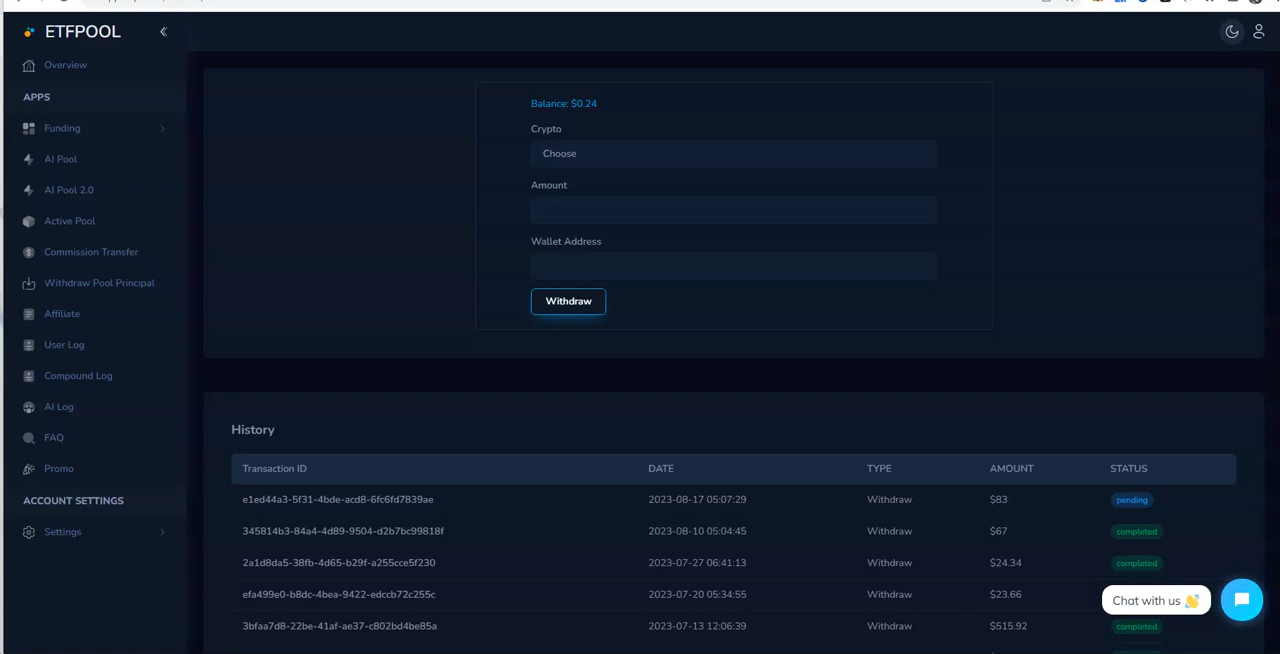 ETFPOOL
Overview
APPS
Funding
AI Pool
AI Pool 2.0
Active Pool
Commission Transfer
Withdraw Pool Principal
Affiliate
User Log
Compound Log
AI Log
FAQ
Promo
ACCOUNT SETTINGS
Settings
Balance: $0.24
Crypto
Choose
Amount
Wallet Address
Withdraw
History
Transaction ID DATE TYPE AMOUNT STATUS
e1ed44a3-5f31-4bde-acd8-6fc6fd7839ae 2023-08-17 05:07:29 Withdraw $83 pending
345814b3-84a4-4d89-9504-d2b7bc99818f 2023-08-10 05:04:45 Withdraw $67 completed
2a1d8da5-38fb-4d65-b29f-a255cce5f230 2023-07-27 06:41:13 Withdraw $24.34 completed
efa499e0-b8dc-4bea-9422-edccb72c255c 2023-07-20 05:34:55 Withdraw $23.66
3bfaa7d8-22be-41af-ae37-c802bd4be85a 2023-07-13 12:06:39 Withdraw $515.92 completed
Chat with us 👋